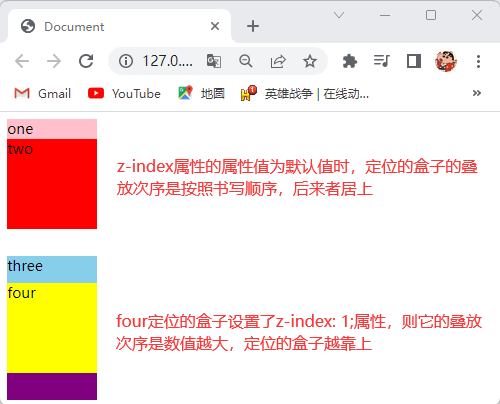 Document
127.0....
Gmail
YouTube
地圖
英雄战争 | 在线动...
one
two
z-index属性的属性值为默认值时，定位的盒子的叠
放次序是按照书写顺序，后来者居上
three
four
four定位的盒子设置了z-index: 1;属性，则它的叠放
次序是数值越大，定位的盒子越靠上